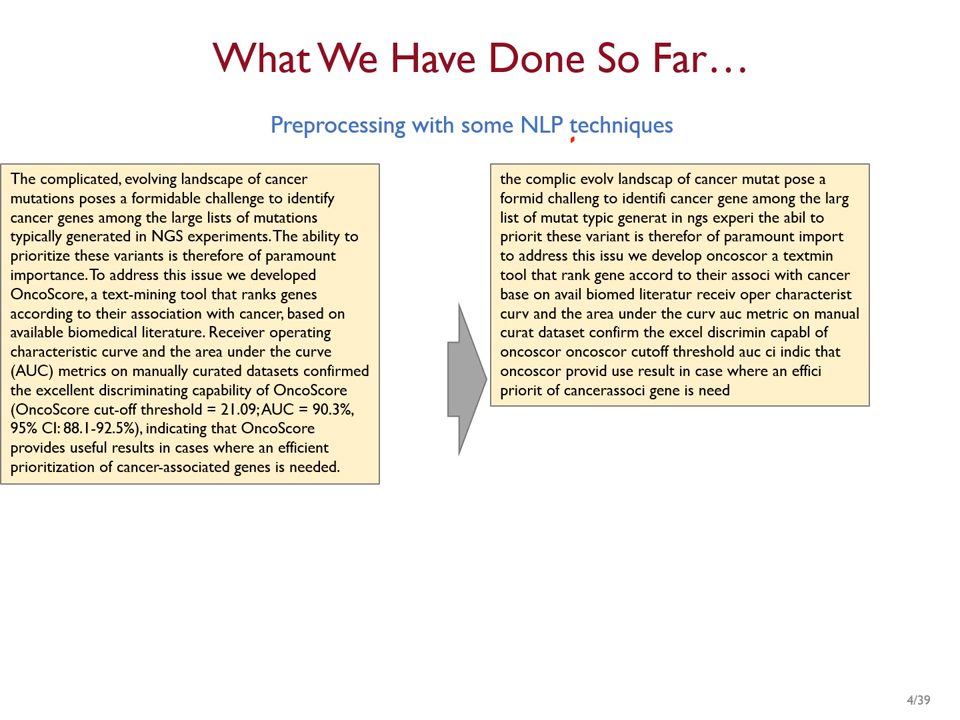 What We Have Done So Far…
Preprocessing with some NLP techniques
The complicated, evolving landscape of cancer
mutations poses a formidable challenge to identify
cancer genes among the large lists of mutations
typically generated in NGS experiments. The ability to
prioritize these variants is therefore of paramount
importance. To address this issue we developed
OncoScore, a text-mining tool that ranks genes
according to their association with cancer, based on
available biomedical literature. Receiver operating
characteristic curve and the area under the curve
(AUC) metrics on manually curated datasets confirmed
the excellent discriminating capability of OncoScore
(OncoScore cut-off threshold = 21.09; AUC = 90.3%,
95% CI: 88.1-92.5%), indicating that OncoScore
provides useful results in cases where an efficient
prioritization of cancer-associated genes is needed.
the complic evolv landscap of cancer mutat pose a
formid challeng to identifi cancer gene among the larg
list of mutat typic generat in ngs experi the abil to
priorit these variant is therefor of paramount import
to address this issu we develop oncoscor a textmin
tool that rank gene accord to their associ with cancer
base on avail biomed literatur receiv oper characterist
curv and the area under the curv auc metric on manual
curat dataset confirm the excel discrimin capabl of
oncoscor oncoscor cutoff threshold auc ci indic that
oncoscor provid use result in case where an effici
priorit of cancerassoci gene is need
4/39